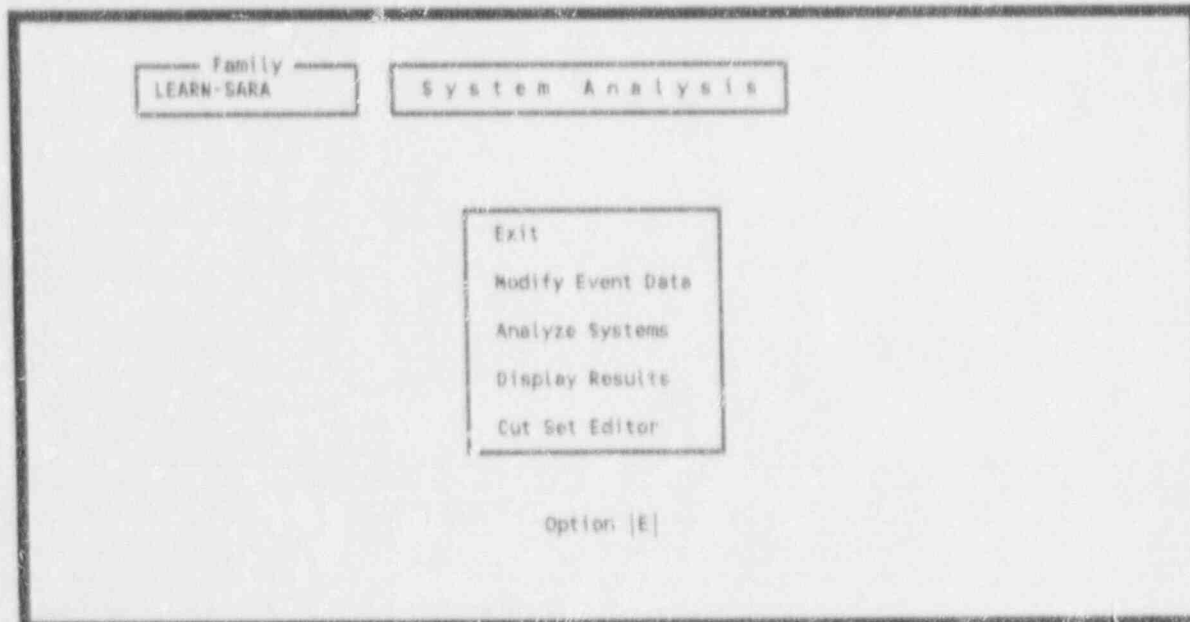 Family
LEARN-SARA
System Analysis
Exit
Modify Event Data
Analyze Systems
Display Results
Cut Set Editor
Option |E|